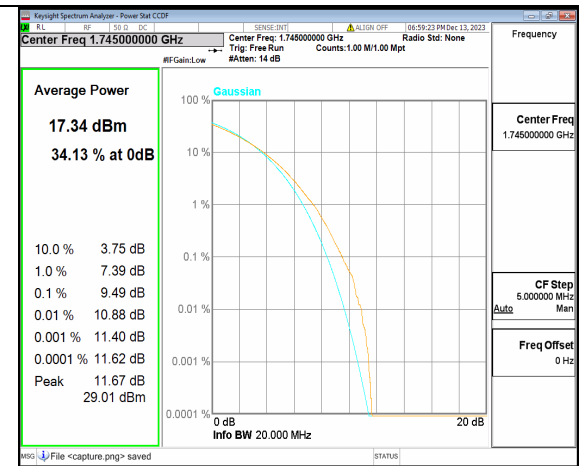 Keysight Spectrum Analyzer - Power Stat CCDF
RL RF 50 Ω DC SENSE:INT ALIGN OFF 06:59:23 PM Dec 13, 2023
Center Freq 1.745000000 GHz
Center Freq: 1.745000000 GHz Radio Std: None
Trig: Free Run Counts:1.00 M/1.00 Mpt
#IFGain:Low #Atten: 14 dB
Frequency
Average Power
17.34 dBm
34.13 % at 0dB
10.0 % 3.75 dB
1.0 % 7.39 dB
0.1 % 9.49 dB
0.01 % 10.88 dB
0.001 % 11.40 dB
0.0001 % 11.62 dB
Peak 11.67 dB
29.01 dBm
Gaussian
100 %
10 %
1 %
0.1 %
0.01 %
0.001 %
0.0001 %
0 dB 20 dB
Info BW 20.000 MHz
Center Freq
1.745000000 GHz
CF Step
5.000000 MHz
Auto Man
Freq Offset
0 Hz
MSG File <capture.png> saved STATUS